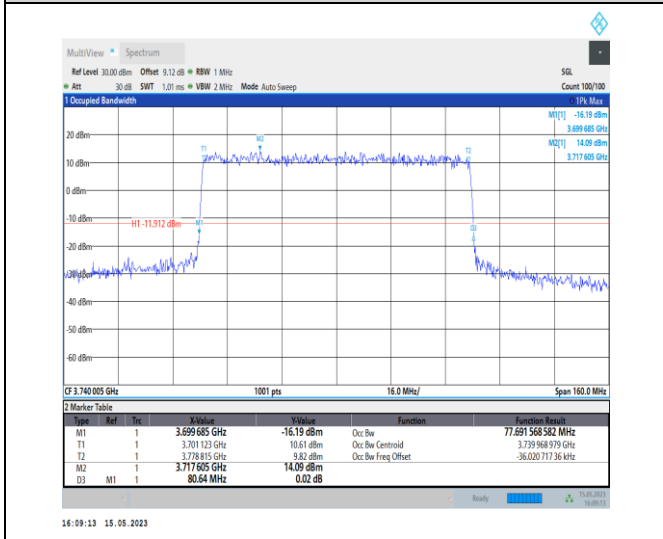 MultiView Spectrum
Ref Level 30.00 dBm Offset 9.12 dB RBW 1 MHz SGL
Att 30 dB SWT 1.01 ms VBW 2 MHz Mode Auto Sweep Count 100/100
1 Occupied Bandwidth 1Pk Max
M1[1] -16.19 dBm
3.699 685 GHz
M2[1] 14.09 dBm
3.717 605 GHz
20 dBm
M2
T1
T2
10 dBm
0 dBm
-10 dBm
H1 -11.912 dBm
M1
D3
-20 dBm
-30 dBm
-40 dBm
-50 dBm
-60 dBm
CF 3.740 005 GHz 1001 pts 16.0 MHz/ Span 160.0 MHz
2 Marker Table
Type Ref Trc X-Value Y-Value Function Function Result
M1 1 3.699 685 GHz -16.19 dBm Occ Bw 77.691 568 582 MHz
T1 1 3.701 123 GHz 10.61 dBm Occ Bw Centroid 3.739 968 979 GHz
T2 1 3.778 815 GHz 9.82 dBm Occ Bw Freq Offset -36.020 717 36 kHz
M2 1 3.717 605 GHz 14.09 dBm
D3 M1 1 80.64 MHz 0.02 dB
Ready 15.05.2023
16:09:13
16:09:13 15.05.2023